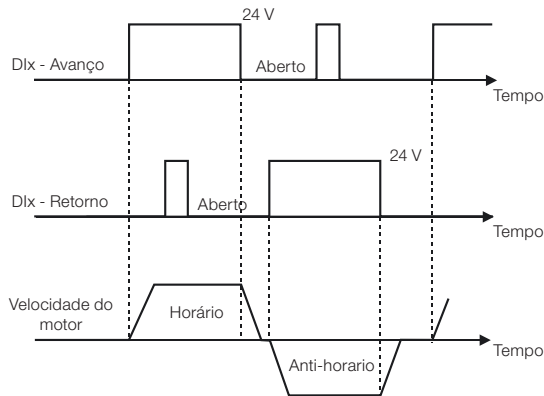 24 V
DIx - Avanço
Aberto
Tempo
24 V
DIx - Retorno
Aberto
Tempo
Velocidade do
motor
Horário
Tempo
Anti-horario